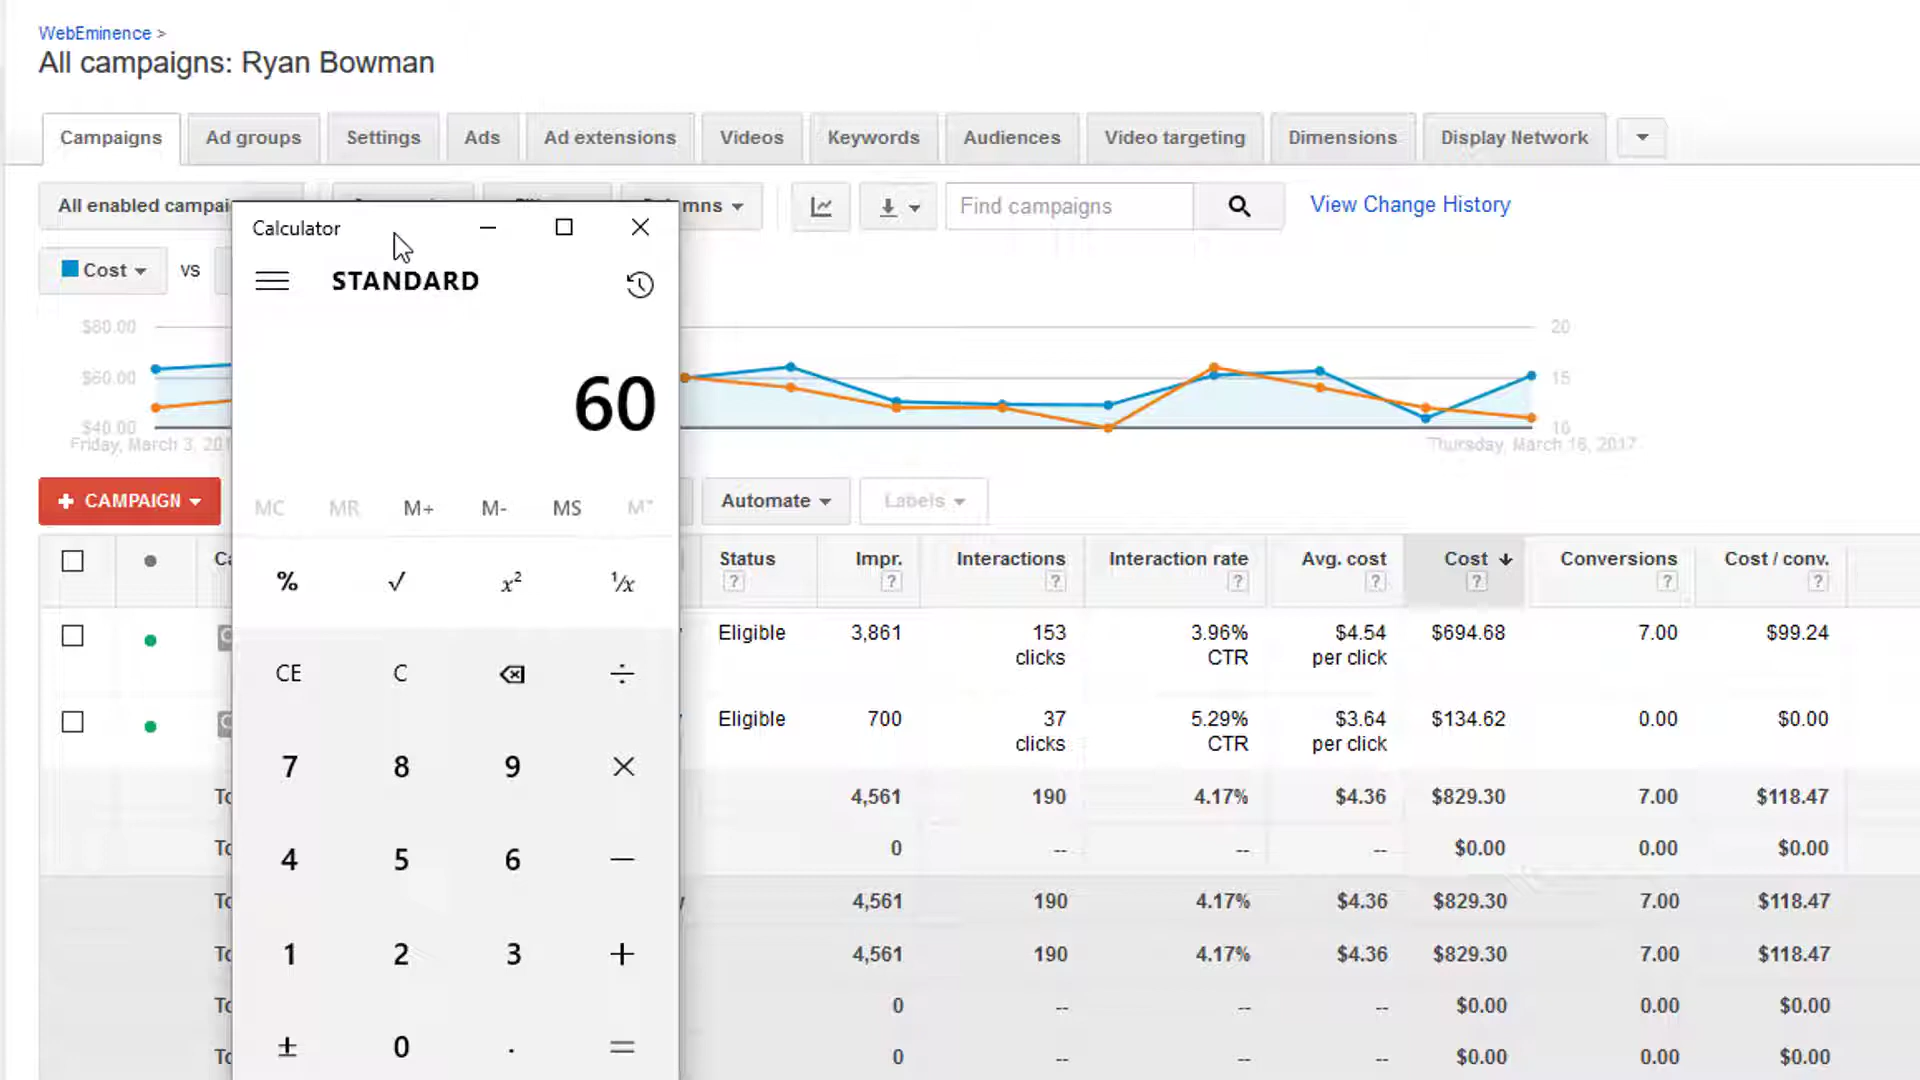 WebEminence >
All campaigns: Ryan Bowman
Campaigns Ad groups Settings Ads Ad extensions Videos Keywords Audiences Video targeting Dimensions Display Network
All enabled Find campaigns View Change History
Cost VS
Calculator
STANDARD
60
$80.00 20
$60.00 15
$40.00 10
Friday, March 3, Thursday, March 16, 2017
+ CAMPAIGN Automate Labels
MC MR M+ M- MS
Status Impr. Interactions Interaction rate Avg. cost Cost Conversions Cost / conv.
? ? ? ? ? ? ? ?
% √ x² ¹/x
Eligible 3,861 153 3.96% $4.54 $694.68 7.00 $99.24
clicks CTR per click
CE C ÷
Eligible 700 37 5.29% $3.64 $134.62 0.00 $0.00
clicks CTR per click
7 8 9 ×
4,561 190 4.17% $4.36 $829.30 7.00 $118.47
0 -- -- -- $0.00 0.00 $0.00
4 5 6 −
4,561 190 4.17% $4.36 $829.30 7.00 $118.47
1 2 3 +
4,561 190 4.17% $4.36 $829.30 7.00 $118.47
0 -- -- -- $0.00 0.00 $0.00
± 0 . =
0 -- -- -- $0.00 0.00 $0.00